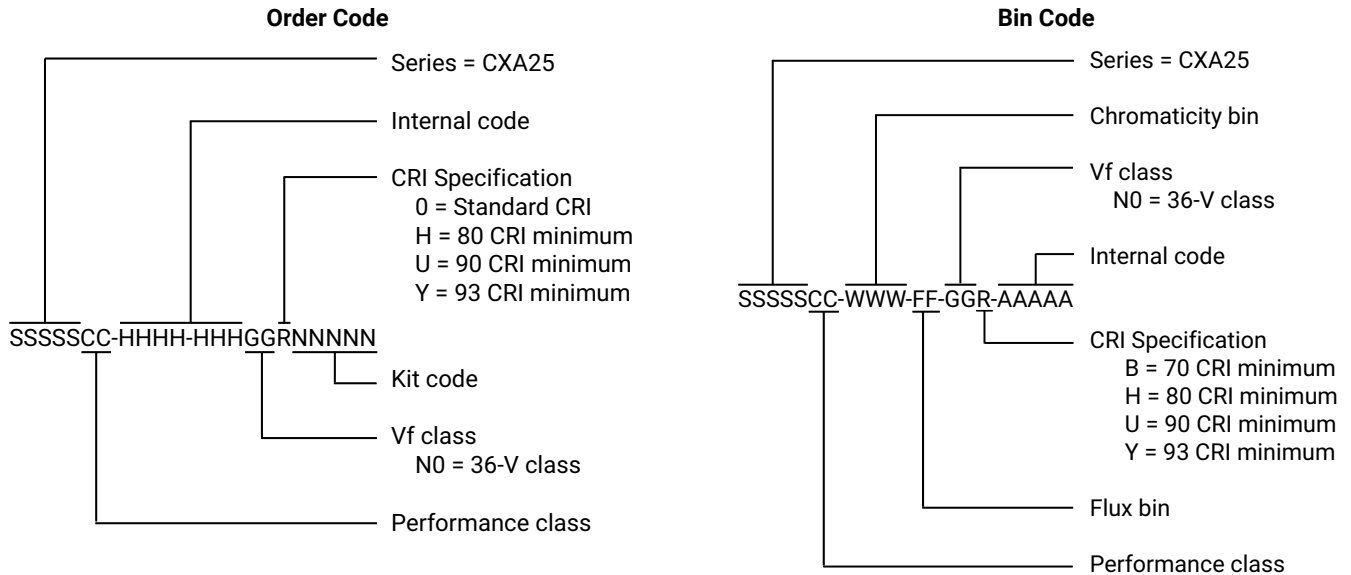 Order Code
Series = CXA25
Internal code
CRI Specification
0 = Standard CRI
H = 80 CRI minimum
U = 90 CRI minimum
Y = 93 CRI minimum
SSSSSCC-HHHH-HHHGGRNNNNN
Kit code
Vf class
N0 = 36-V class
Performance class
Bin Code
Series = CXA25
Chromaticity bin
Vf class
N0 = 36-V class
Internal code
SSSSSCC-WWW-FF-GGR-AAAAA
CRI Specification
B = 70 CRI minimum
H = 80 CRI minimum
U = 90 CRI minimum
Y = 93 CRI minimum
Flux bin
Performance class